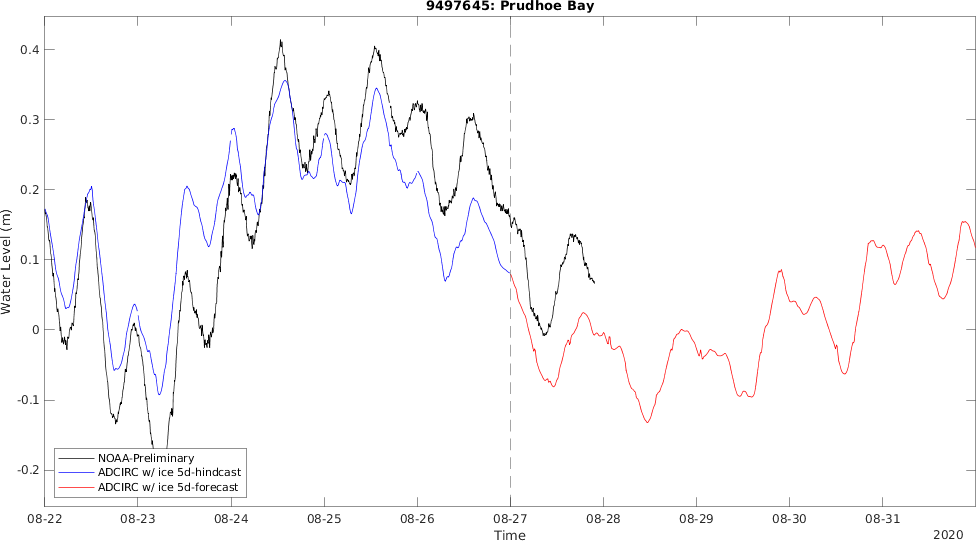 9497645: Prudhoe Bay
0.4
0.3
0.2
0.1
0
-0.1
-0.2
Water Level (m)
NOAA-Preliminary
ADCIRC w/ ice 5d-hindcast
ADCIRC w/ ice 5d-forecast
08-22 08-23 08-24 08-25 08-26 08-27 08-28 08-29 08-30 08-31
Time
2020